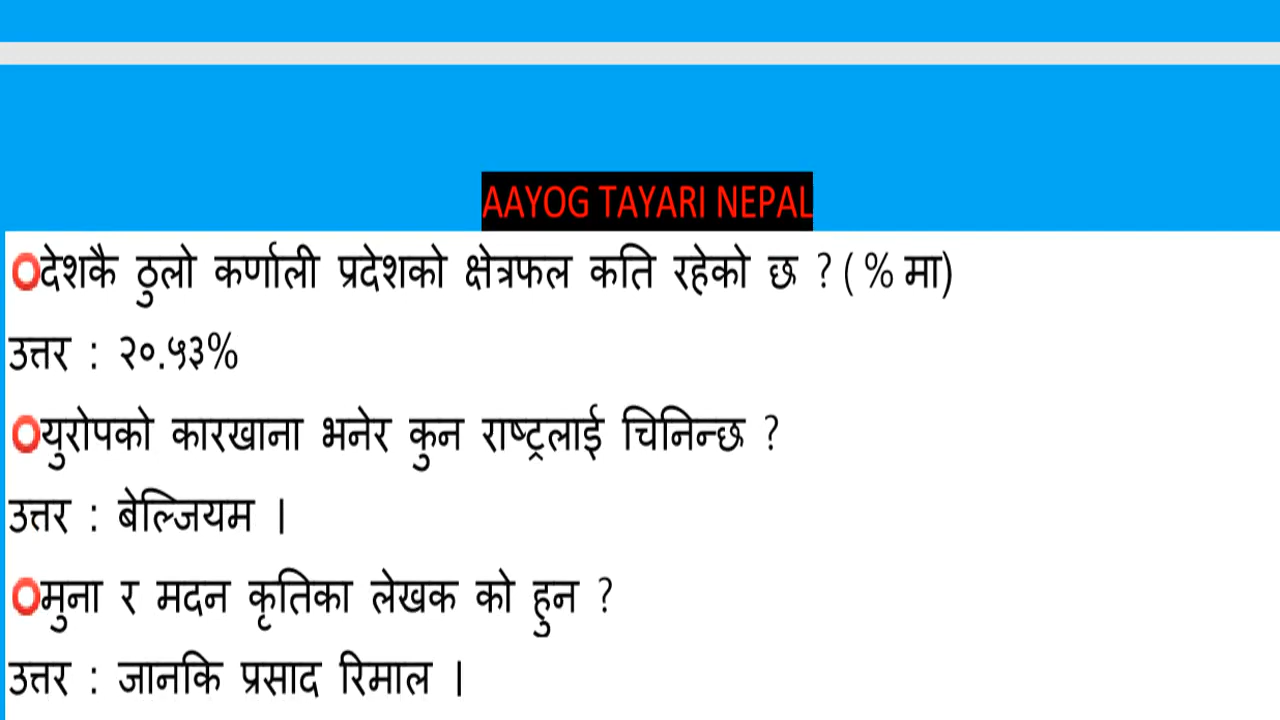 AAYOG TAYARI NEPAL
⭕देशकै ठुलो कर्णाली प्रदेशको क्षेत्रफल कति रहेको छ ? ( % मा)
उत्तर : २०.५३%
⭕युरोपको कारखाना भनेर कुन राष्ट्रलाई चिनिन्छ ?
उत्तर : बेल्जियम ।
⭕मुना र मदन कृतिका लेखक को हुन ?
उत्तर : जानकि प्रसाद रिमाल ।